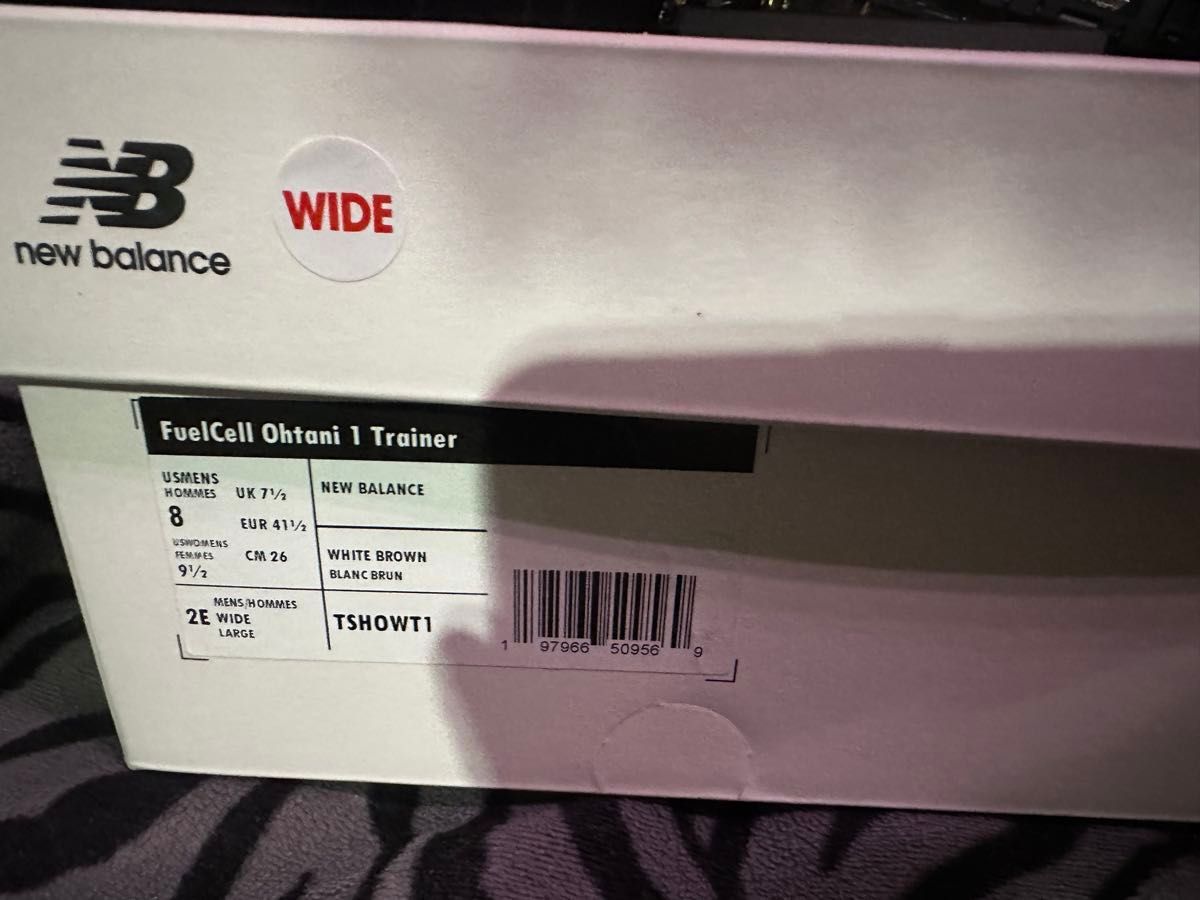 NB
new balance
WIDE
FuelCell Ohtani 1 Trainer
USMENS
HOMMES
8
UK 7½
EUR 41½
USWOMENS
FEMMES
9½
CM 26
2E MENS/HOMMES
WIDE
LARGE
NEW BALANCE
WHITE BROWN
BLANC BRUN
TSHOWT1
1 97966 50956 9